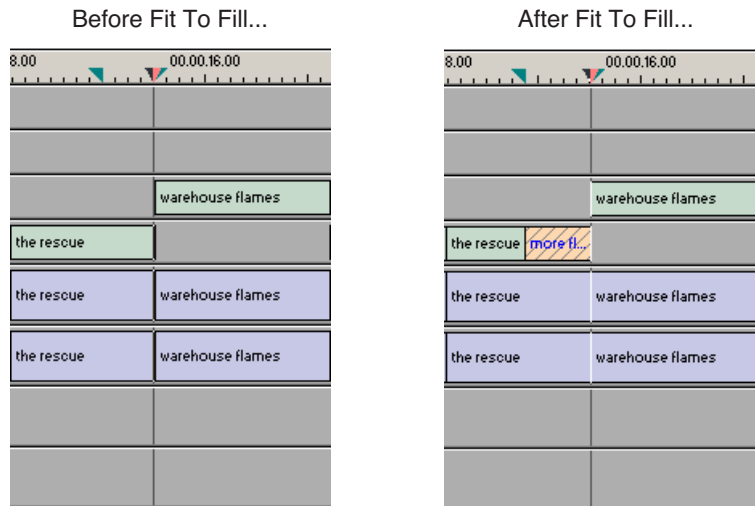 Before Fit To Fill...
8.00 00.00.16.00
warehouse flames
the rescue
the rescue warehouse flames
the rescue warehouse flames
After Fit To Fill...
8.00 00.00.16.00
warehouse flames
the rescue more fl...
the rescue warehouse flames
the rescue warehouse flames